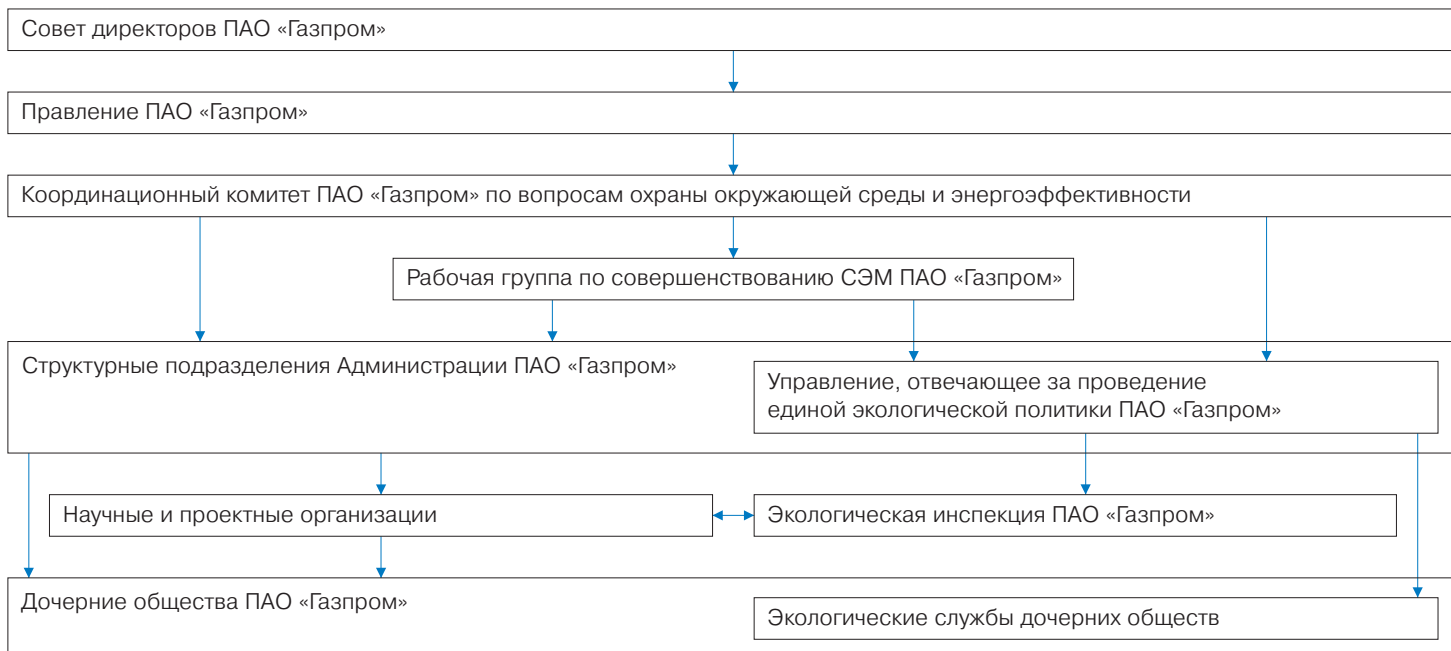 Совет директоров ПАО «Газпром»
Правление ПАО «Газпром»
Координационный комитет ПАО «Газпром» по вопросам охраны окружающей среды и энергоэффективности
Рабочая группа по совершенствованию СЭМ ПАО «Газпром»
Структурные подразделения Администрации ПАО «Газпром»
Управление, отвечающее за проведение
единой экологической политики ПАО «Газпром»
Научные и проектные организации
Экологическая инспекция ПАО «Газпром»
Дочерние общества ПАО «Газпром»
Экологические службы дочерних обществ